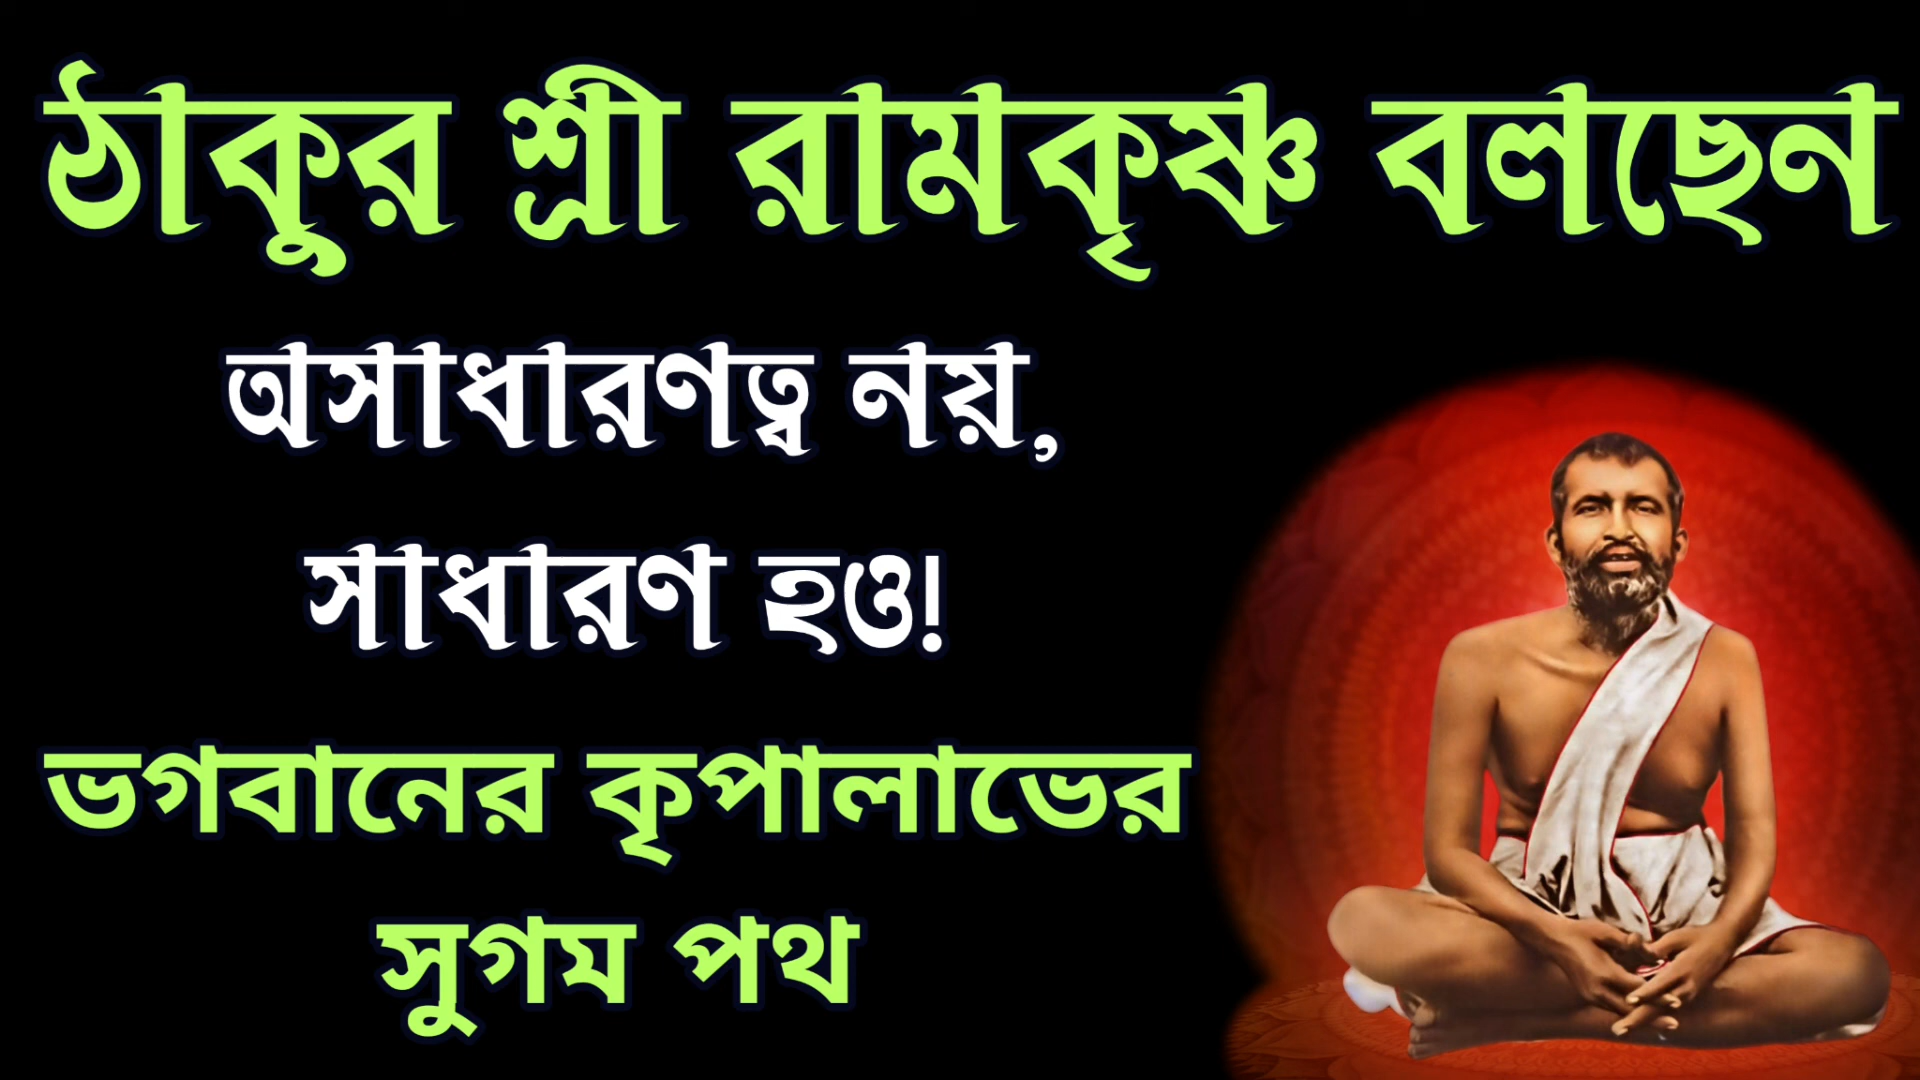 ঠাকুর শ্রী রামকৃষ্ণ বলছেন
অসাধারণত্ব নয়,
সাধারণ হও!
ভগবানের কৃপালাভের
সুগম পথ